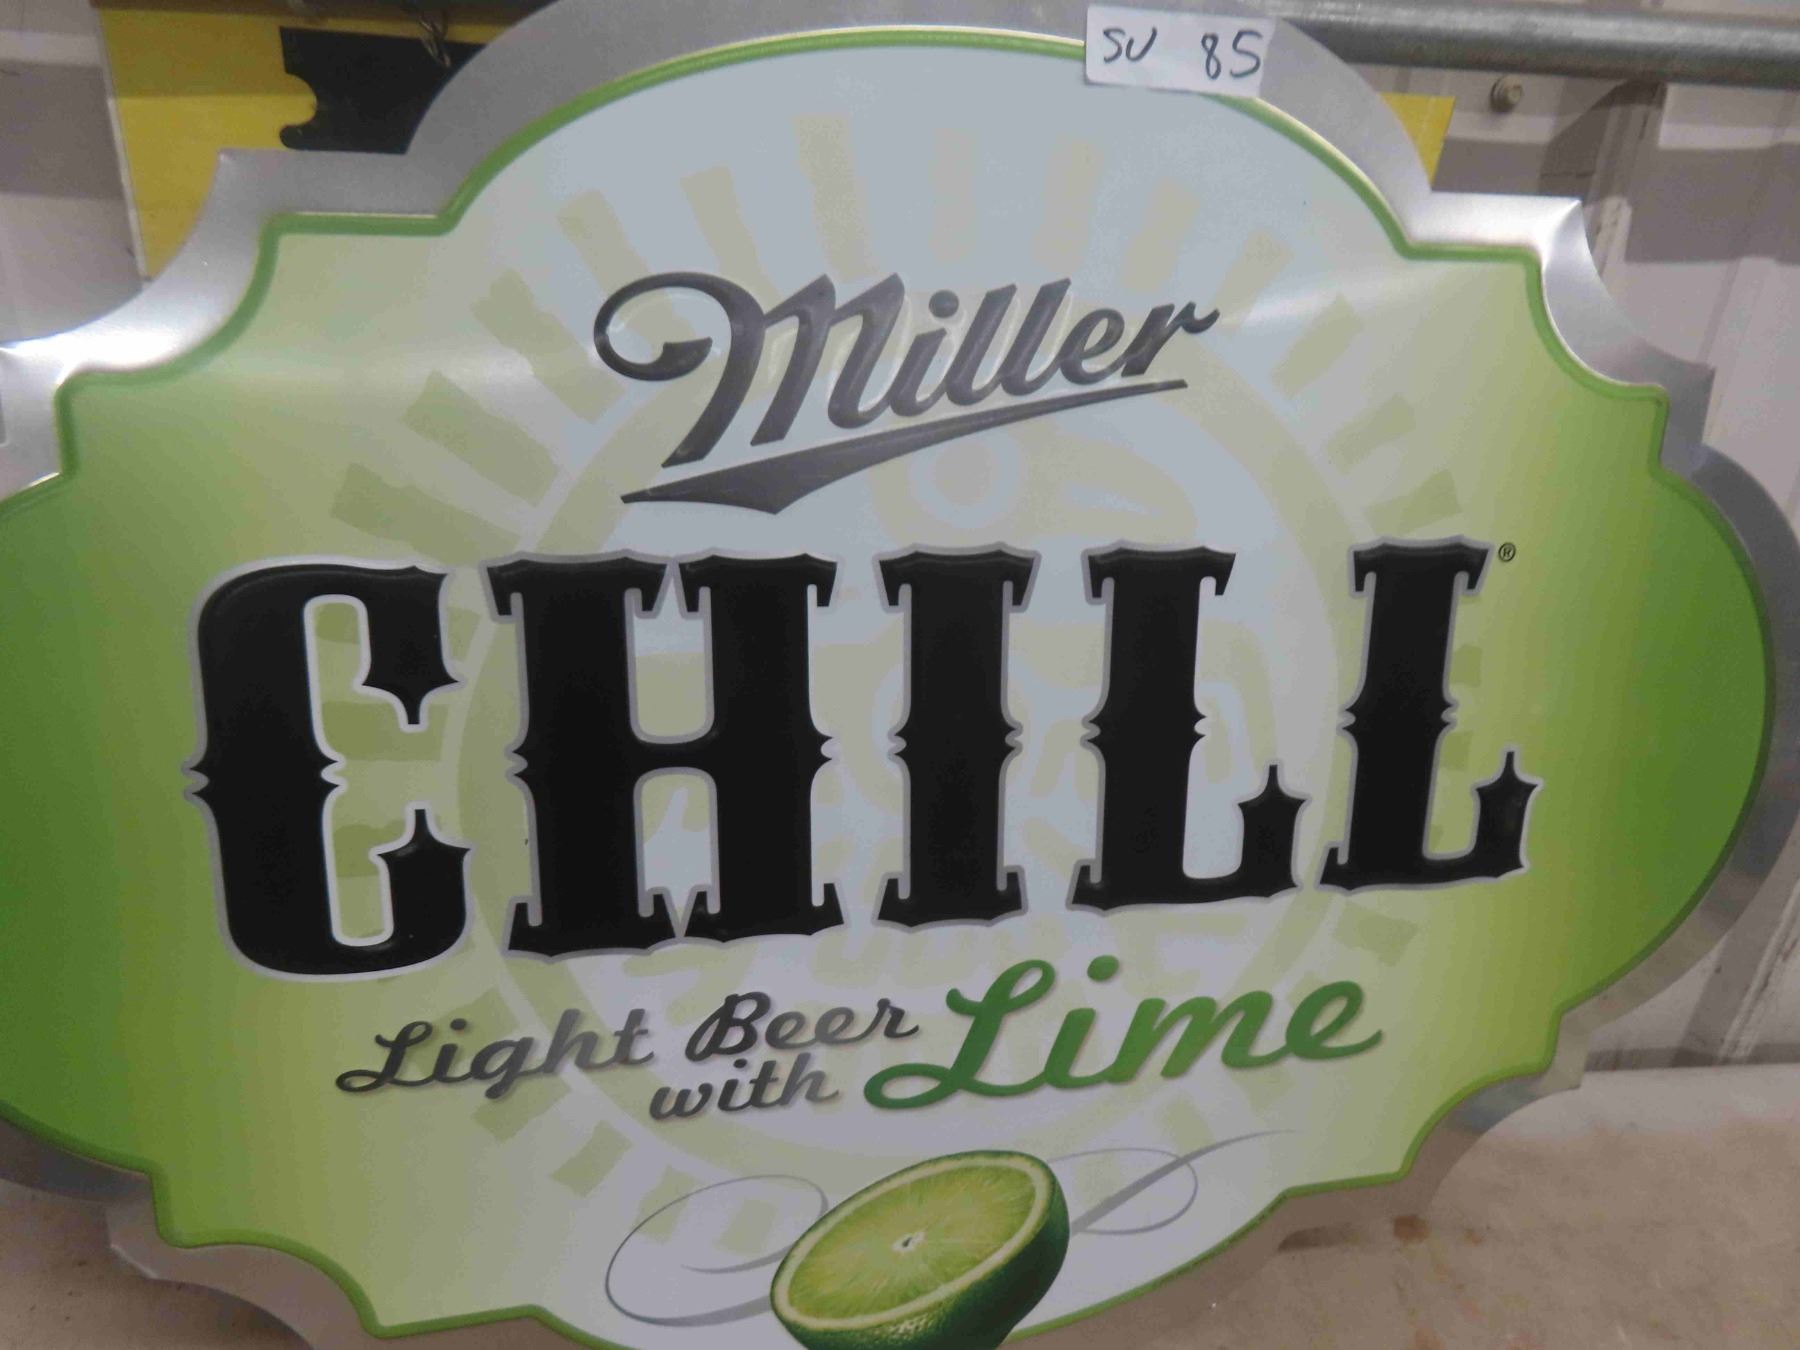 SU 85
Miller
CHILL®
Light Beer
with Lime